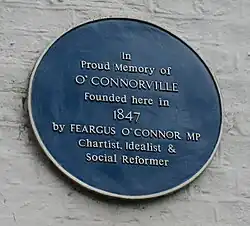 In
Proud Memory of
O'CONNORVILLE
Founded here in
1847
by FEARGUS O'CONNOR MP
Chartist, Idealist &
Social Reformer